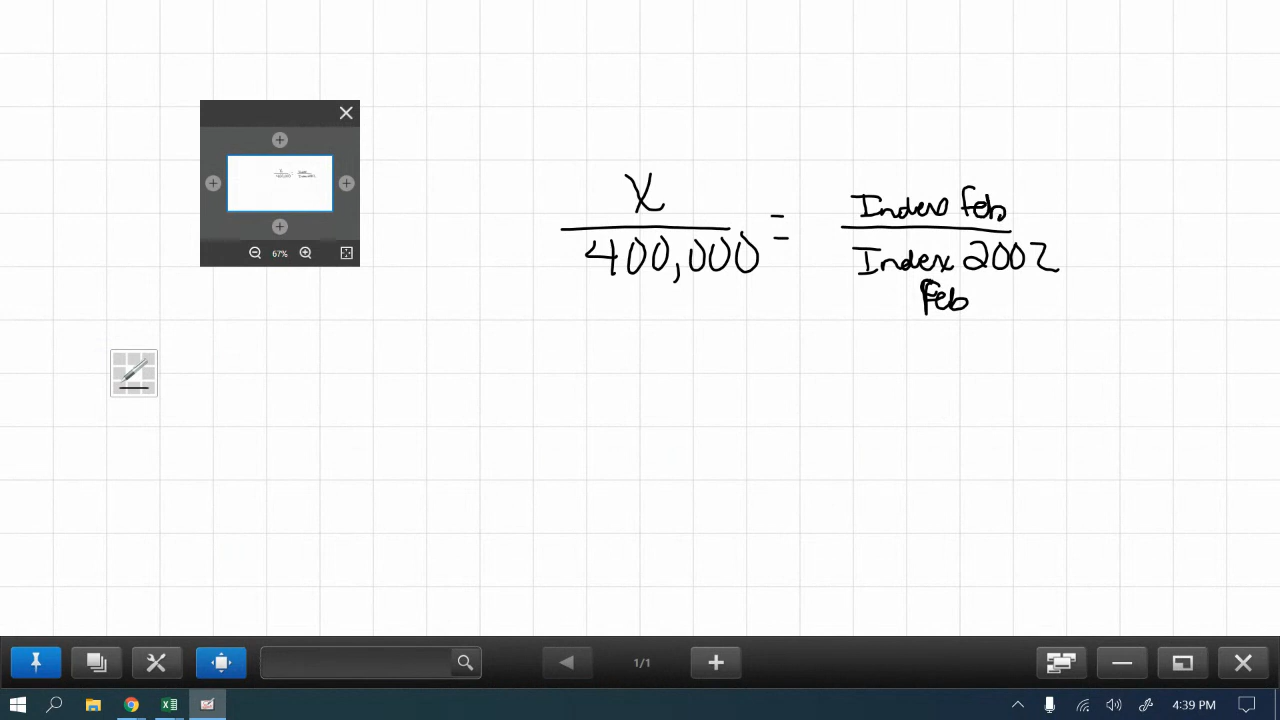 x
400,000
=
Index Feb
Index 2002
Feb
67%
1/1
4:39 PM